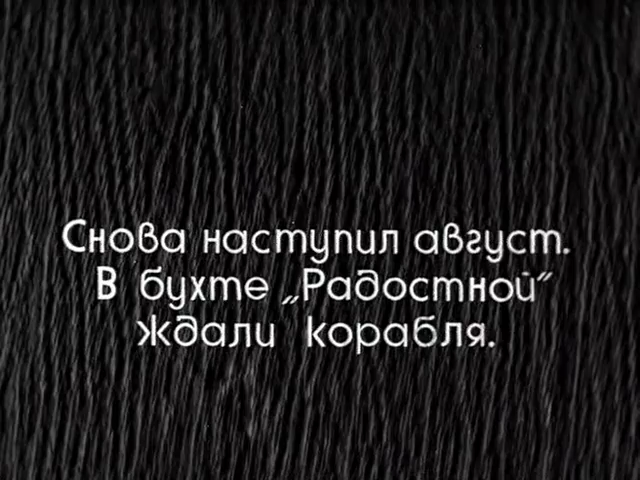 Снова наступил август.
В бухте „Радостной“
ждали корабля.